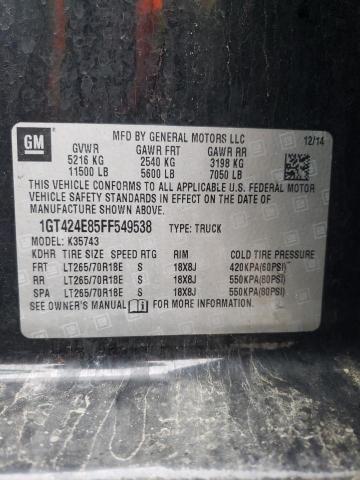 GM
MFD BY GENERAL MOTORS LLC
12/14
GVWR GAWR FRT GAWR RR
5216 KG 2540 KG 3198 KG
11500 LB 5600 LB 7050 LB
THIS VEHICLE CONFORMS TO ALL APPLICABLE U.S. FEDERAL MOTOR
VEHICLE SAFETY STANDARDS IN EFFECT ON THE DATE OF
MANUFACTURE SHOWN ABOVE.
1GT424E85FF549538 TYPE: TRUCK
MODEL: K35743
KDHR TIRE SIZE SPEED RTG RIM COLD TIRE PRESSURE
FRT LT265/70R18E S 18X8J 420KPA(60PSI)
RR LT265/70R18E S 18X8J 550KPA(80PSI)
SPA LT265/70R18E S 18X8J 550KPA(80PSI)
SEE OWNER'S MANUAL FOR MORE INFORMATION.